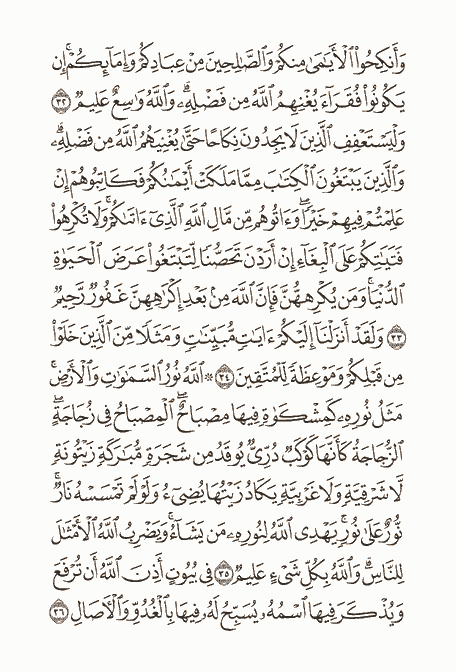 وَأَنكِحُوا۟ ٱلْأَيَـٰمَىٰ مِنكُمْ وَٱلصَّـٰلِحِينَ مِنْ عِبَادِكُمْ وَإِمَآئِكُمْ ۚ إِن
يَكُونُوا۟ فُقَرَآءَ يُغْنِهِمُ ٱللَّهُ مِن فَضْلِهِۦ ۗ وَٱللَّهُ وَٰسِعٌ عَلِيمٌ ٣٢
وَلْيَسْتَعْفِفِ ٱلَّذِينَ لَا يَجِدُونَ نِكَاحًا حَتَّىٰ يُغْنِيَهُمُ ٱللَّهُ مِن فَضْلِهِۦ ۗ
وَٱلَّذِينَ يَبْتَغُونَ ٱلْكِتَـٰبَ مِمَّا مَلَكَتْ أَيْمَـٰنُكُمْ فَكَاتِبُوهُمْ إِنْ
عَلِمْتُمْ فِيهِمْ خَيْرًا ۖ وَءَاتُوهُم مِّن مَّالِ ٱللَّهِ ٱلَّذِىٓ ءَاتَىٰكُمْ ۚ وَلَا تُكْرِهُوا۟
فَتَيَـٰتِكُمْ عَلَى ٱلْبِغَآءِ إِنْ أَرَدْنَ تَحَصُّنًا لِّتَبْتَغُوا۟ عَرَضَ ٱلْحَيَوٰةِ
ٱلدُّنْيَا ۚ وَمَن يُكْرِههُّنَّ فَإِنَّ ٱللَّهَ مِنۢ بَعْدِ إِكْرَٰهِهِنَّ غَفُورٌ رَّحِيمٌ
٣٣ وَلَقَدْ أَنزَلْنَآ إِلَيْكُمْ ءَايَـٰتٍ مُّبَيِّنَـٰتٍ وَمَثَلًا مِّنَ ٱلَّذِينَ خَلَوْا۟
مِن قَبْلِكُمْ وَمَوْعِظَةً لِّلْمُتَّقِينَ ٣٤ ۞ ٱللَّهُ نُورُ ٱلسَّمَـٰوَٰتِ وَٱلْأَرْضِ ۚ
مَثَلُ نُورِهِۦ كَمِشْكَوٰةٍ فِيهَا مِصْبَاحٌ ۖ ٱلْمِصْبَاحُ فِى زُجَاجَةٍ ۖ
ٱلزُّجَاجَةُ كَأَنَّهَا كَوْكَبٌ دُرِّىٌّ يُوقَدُ مِن شَجَرَةٍ مُّبَـٰرَكَةٍ زَيْتُونَةٍ
لَّا شَرْقِيَّةٍ وَلَا غَرْبِيَّةٍ يَكَادُ زَيْتُهَا يُضِىٓءُ وَلَوْ لَمْ تَمْسَسْهُ نَارٌ ۚ
نُّورٌ عَلَىٰ نُورٍ ۗ يَهْدِى ٱللَّهُ لِنُورِهِۦ مَن يَشَآءُ ۚ وَيَضْرِبُ ٱللَّهُ ٱلْأَمْثَـٰلَ
لِلنَّاسِ ۗ وَٱللَّهُ بِكُلِّ شَىْءٍ عَلِيمٌ ٣٥ فِى بُيُوتٍ أَذِنَ ٱللَّهُ أَن تُرْفَعَ
وَيُذْكَرَ فِيهَا ٱسْمُهُۥ يُسَبِّحُ لَهُۥ فِيهَا بِٱلْغُدُوِّ وَٱلْـَٔاصَالِ ٣٦